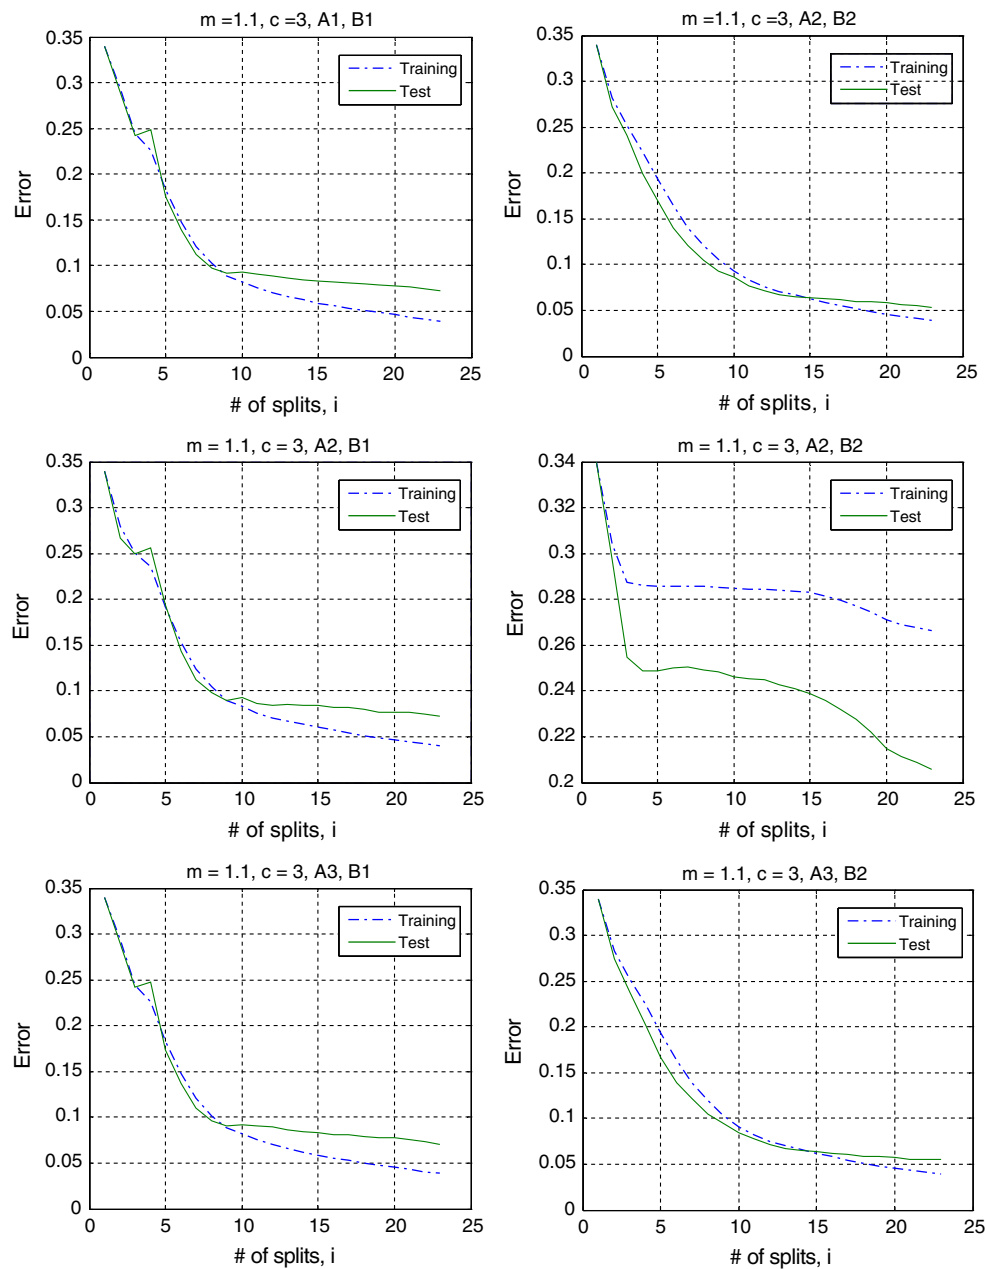 m =1.1, c =3, A1, B1
0.35
0.3
0.25
0.2
0.15
0.1
0.05
0
Error
Training
Test
0 5 10 15 20 25
# of splits, i
m =1.1, c =3, A2, B2
0.35
0.3
0.25
0.2
0.15
0.1
0.05
0
Error
Training
Test
0 5 10 15 20 25
# of splits, i
m = 1.1, c = 3, A2, B1
0.35
0.3
0.25
0.2
0.15
0.1
0.05
0
Error
Training
Test
0 5 10 15 20 25
# of splits, i
m = 1.1, c = 3, A2, B2
0.34
0.32
0.3
0.28
0.26
0.24
0.22
0.2
Error
Training
Test
0 5 10 15 20 25
# of splits, i
m = 1.1, c = 3, A3, B1
0.35
0.3
0.25
0.2
0.15
0.1
0.05
0
Error
Training
Test
0 5 10 15 20 25
# of splits, i
m = 1.1, c = 3, A3, B2
0.35
0.3
0.25
0.2
0.15
0.1
0.05
0
Error
Training
Test
0 5 10 15 20 25
# of splits, i